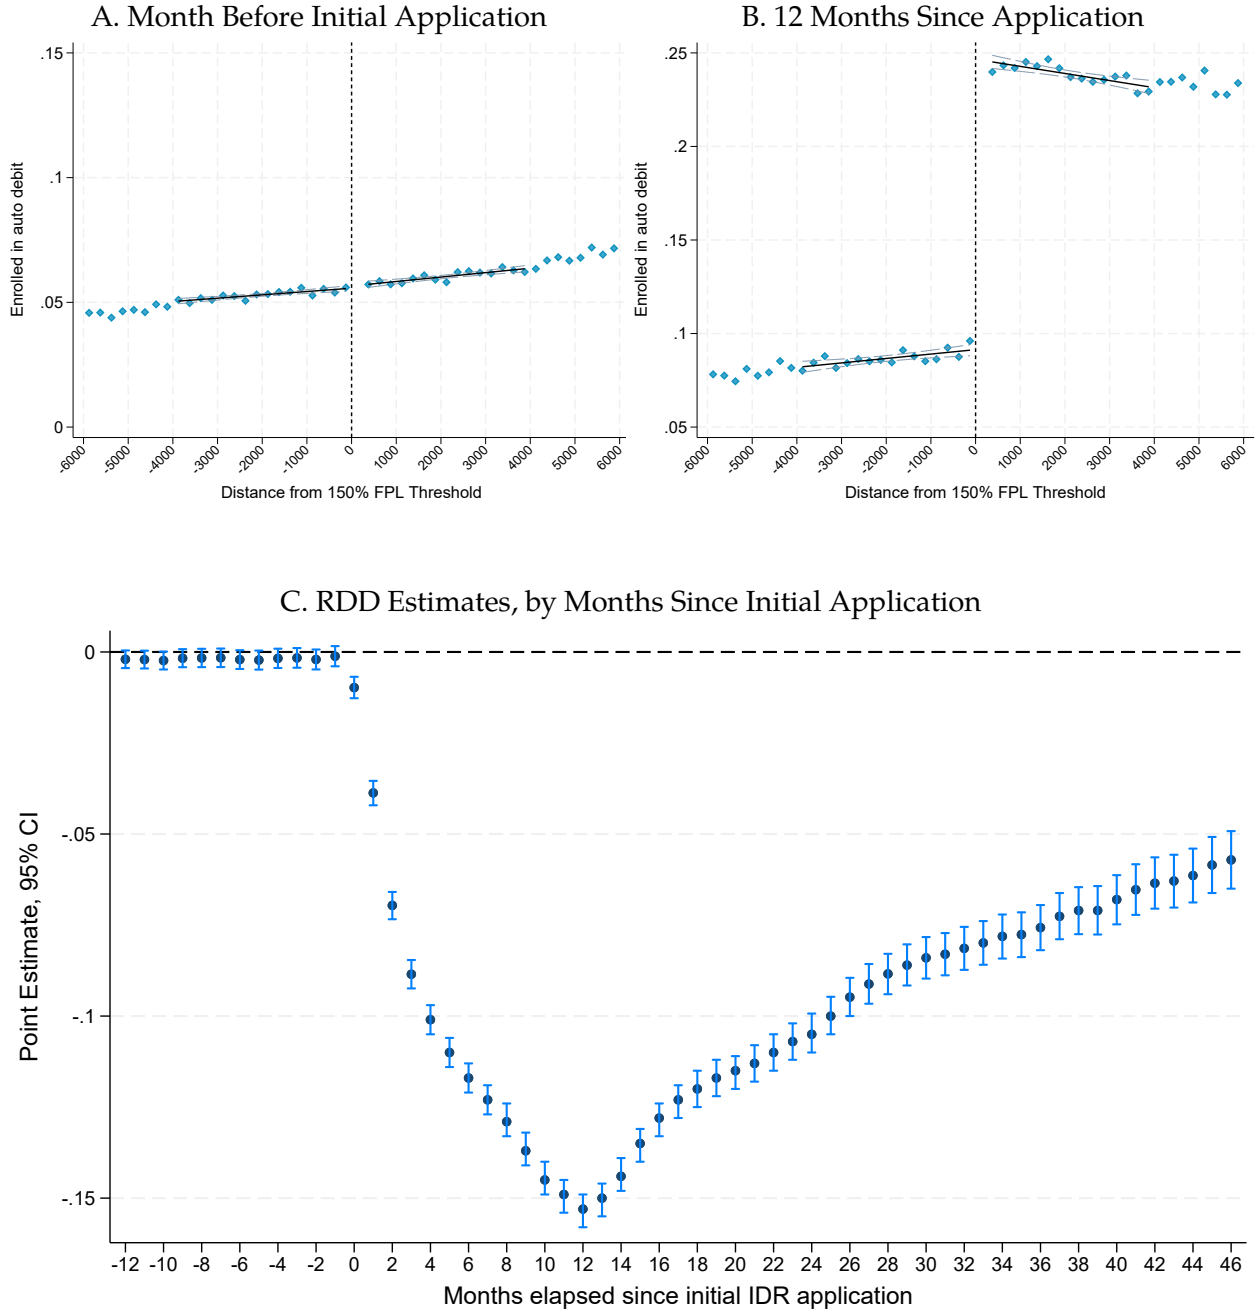 A. Month Before Initial Application
.15
.1
.05
0
Enrolled in auto debit
-6000 -5000 -4000 -3000 -2000 -1000 0 1000 2000 3000 4000 5000 6000
Distance from 150% FPL Threshold
B. 12 Months Since Application
.25
.2
.15
.1
.05
Enrolled in auto debit
-6000 -5000 -4000 -3000 -2000 -1000 0 1000 2000 3000 4000 5000 6000
Distance from 150% FPL Threshold
C. RDD Estimates, by Months Since Initial Application
0
-.05
-.1
-.15
Point Estimate, 95% CI
-12 -10 -8 -6 -4 -2 0 2 4 6 8 10 12 14 16 18 20 22 24 26 28 30 32 34 36 38 40 42 44 46
Months elapsed since initial IDR application